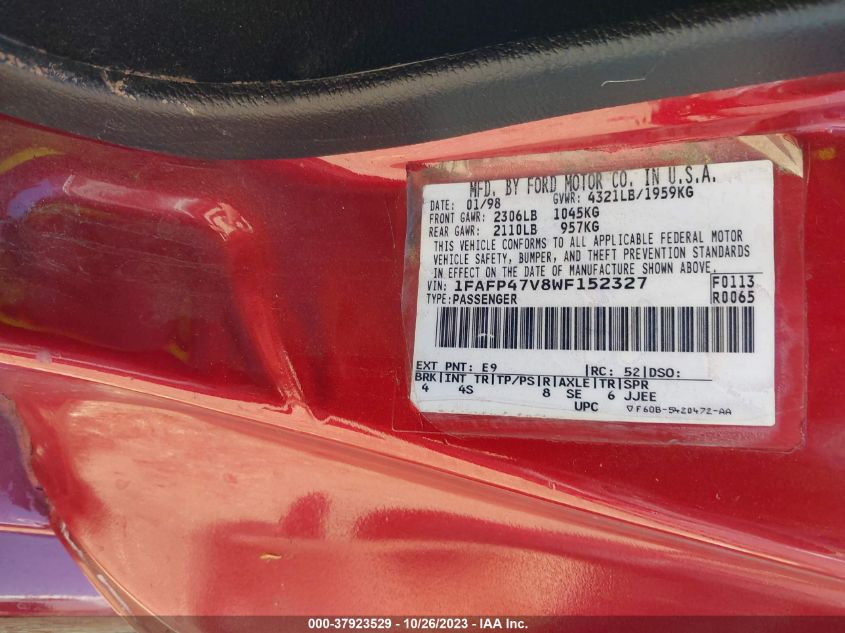 MFD. BY FORD MOTOR CO. IN U.S.A.
DATE: 01/98 GVWR: 4321LB/1959KG
FRONT GAWR: 2306LB 1045KG
REAR GAWR: 2110LB 957KG
THIS VEHICLE CONFORMS TO ALL APPLICABLE FEDERAL MOTOR
VEHICLE SAFETY, BUMPER, AND THEFT PREVENTION STANDARDS
IN EFFECT ON THE DATE OF MANUFACTURE SHOWN ABOVE.
VIN: 1FAFP47V8WF152327 F0113
TYPE: PASSENGER R0065
EXT PNT: E9 RC: 52 DSO:
BRK INT TR TP/PS R AXLE TR SPR
4 4S 8 SE 6 JJEE
UPC F60B-5420472-AA
000-37923529 - 10/26/2023 - IAA Inc.